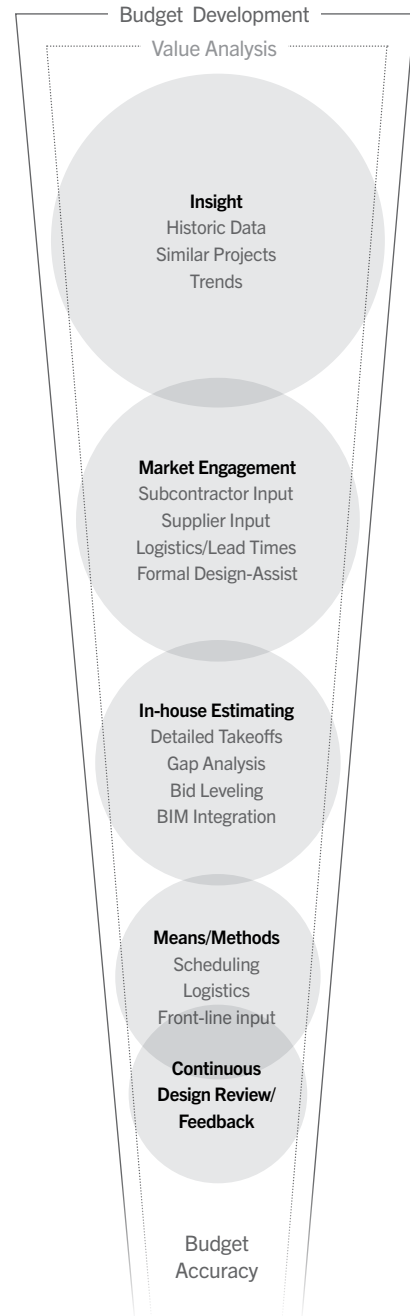 Budget Development
Value Analysis
Insight
Historic Data
Similar Projects
Trends
Market Engagement
Subcontractor Input
Supplier Input
Logistics/Lead Times
Formal Design-Assist
In-house Estimating
Detailed Takeoffs
Gap Analysis
Bid Leveling
BIM Integration
Means/Methods
Scheduling
Logistics
Front-line input
Continuous
Design Review/
Feedback
Budget
Accuracy